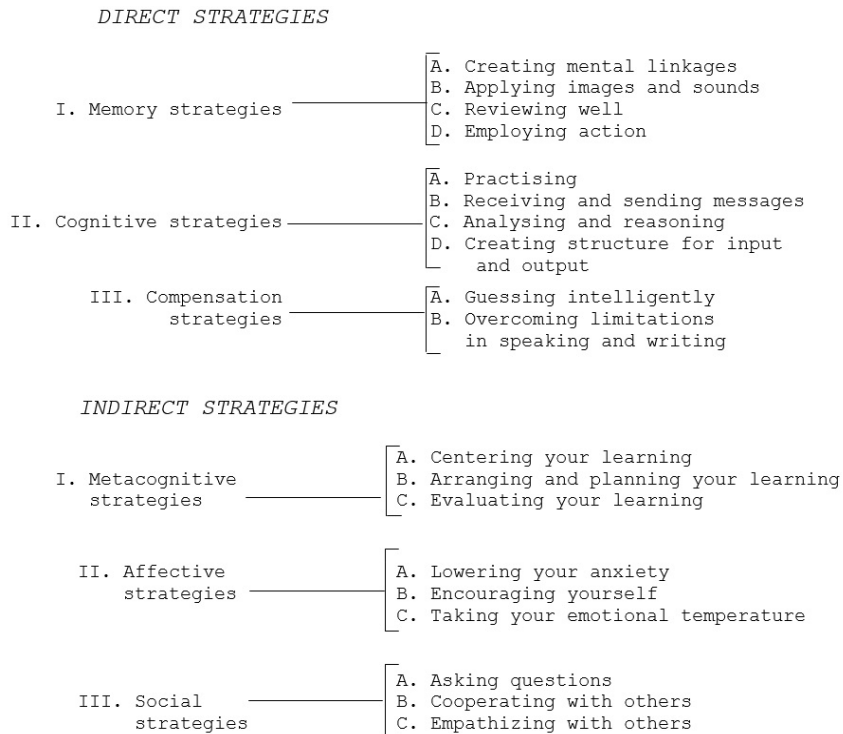 DIRECT STRATEGIES
I. Memory strategies
A. Creating mental linkages
B. Applying images and sounds
C. Reviewing well
D. Employing action
II. Cognitive strategies
A. Practising
B. Receiving and sending messages
C. Analysing and reasoning
D. Creating structure for input
and output
III. Compensation
strategies
A. Guessing intelligently
B. Overcoming limitations
in speaking and writing
INDIRECT STRATEGIES
I. Metacognitive
strategies
A. Centering your learning
B. Arranging and planning your learning
C. Evaluating your learning
II. Affective
strategies
A. Lowering your anxiety
B. Encouraging yourself
C. Taking your emotional temperature
III. Social
strategies
A. Asking questions
B. Cooperating with others
C. Empathizing with others